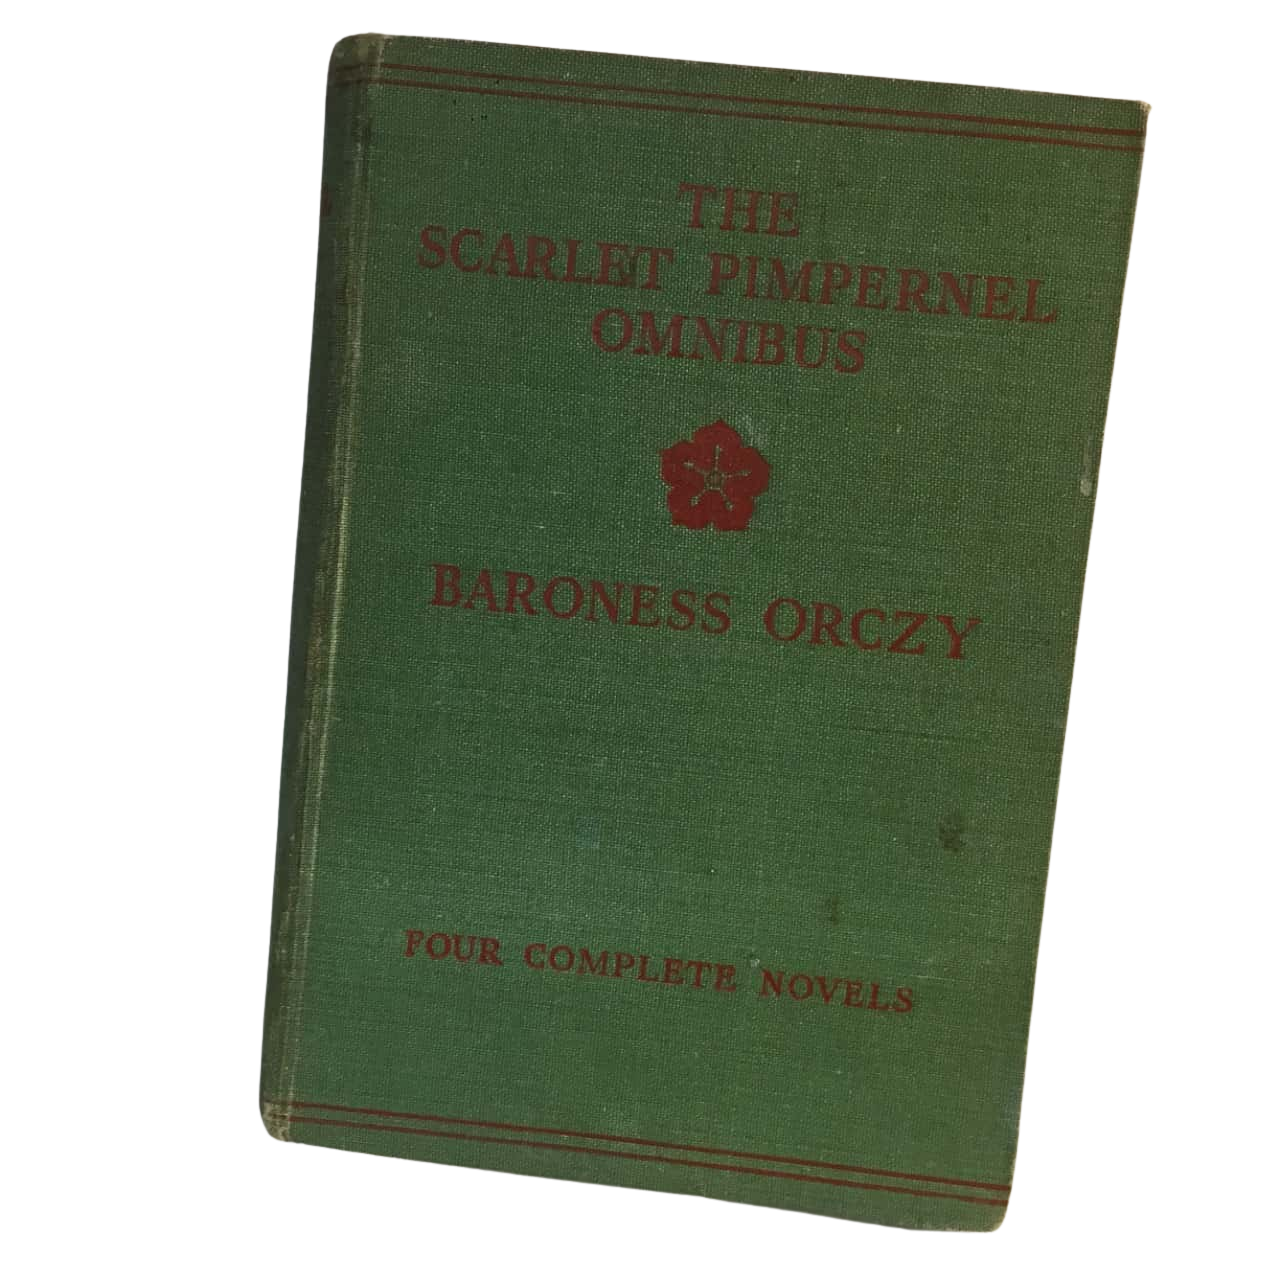 THE
SCARLET PIMPERNEL
OMNIBUS
BARONESS ORCZY
FOUR COMPLETE NOVELS